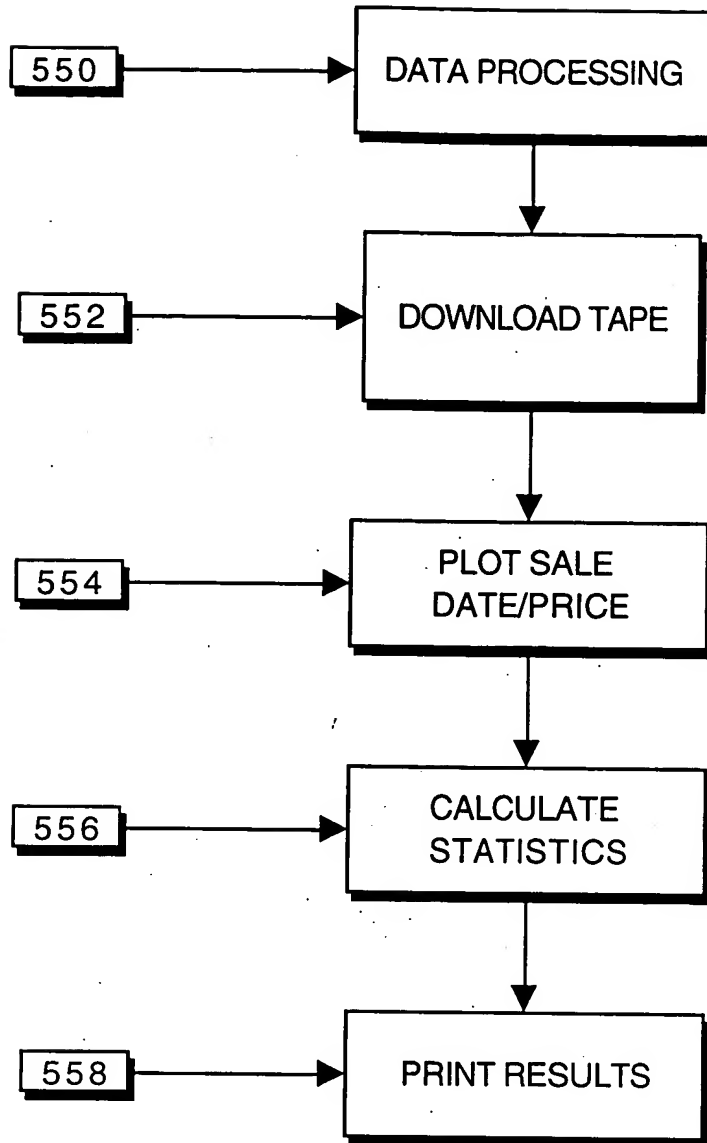 550
DATA PROCESSING
552
DOWNLOAD TAPE
554
PLOT SALE
DATE/PRICE
556
CALCULATE
STATISTICS
558
PRINT RESULTS